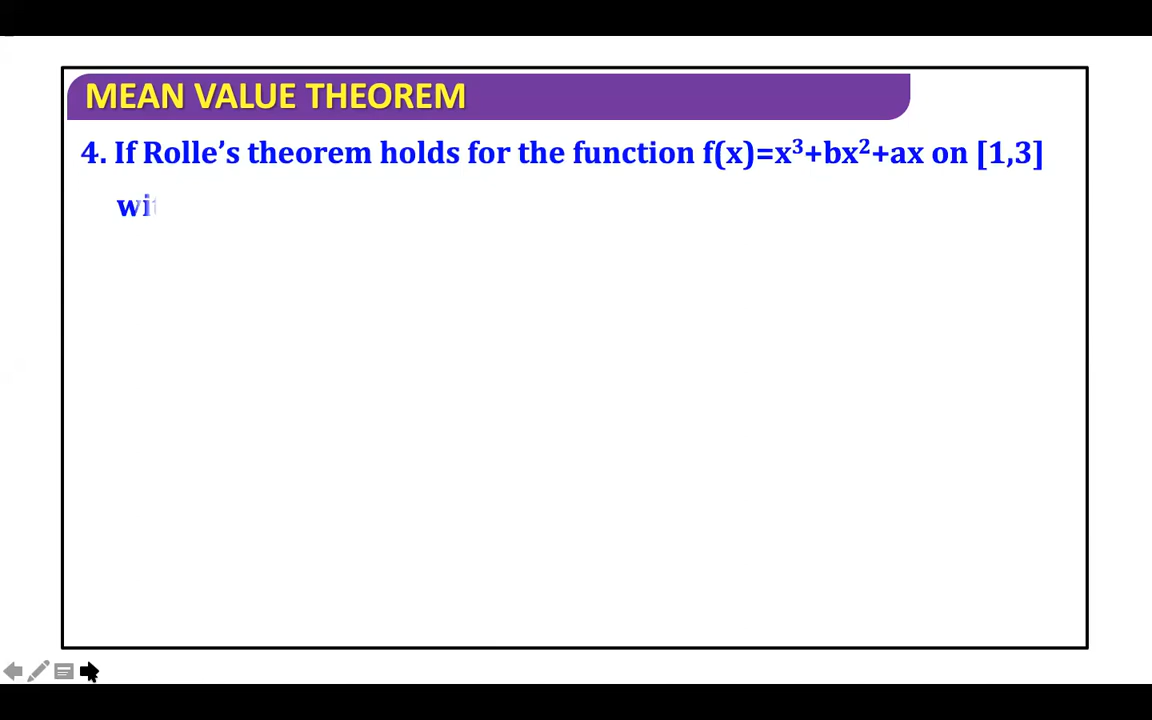 MEAN VALUE THEOREM
4. If Rolle’s theorem holds for the function f(x)=x³+bx²+ax on [1,3]